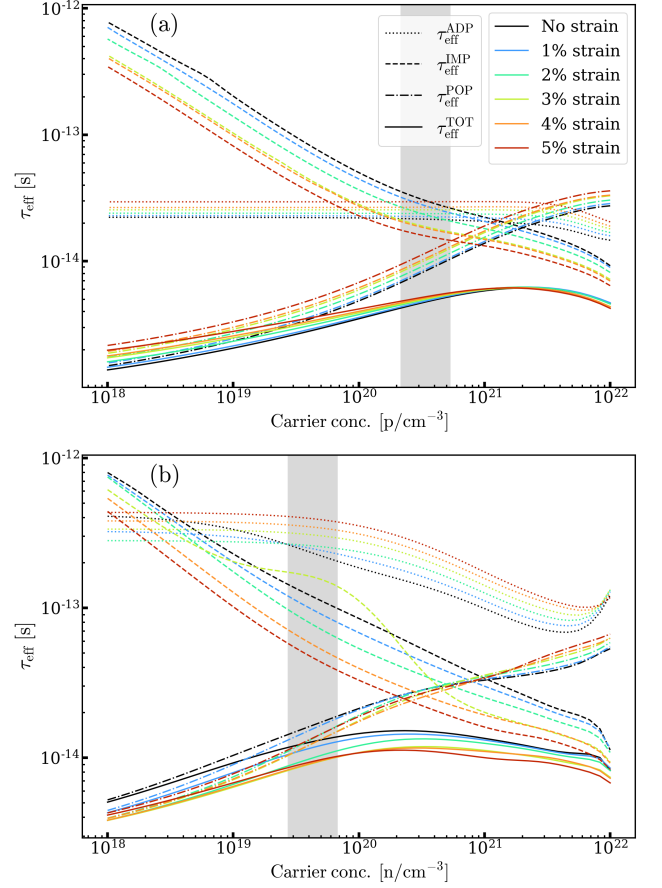 (a)
10^{-12}
10^{-13}
10^{-14}
τ_eff [s]
τ_eff^ADP
τ_eff^IMP
τ_eff^POP
τ_eff^TOT
No strain
1% strain
2% strain
3% strain
4% strain
5% strain
10^{18} 10^{19} 10^{20} 10^{21} 10^{22}
Carrier conc. [p/cm^{-3}]
(b)
10^{-12}
10^{-13}
10^{-14}
τ_eff [s]
10^{18} 10^{19} 10^{20} 10^{21} 10^{22}
Carrier conc. [n/cm^{-3}]